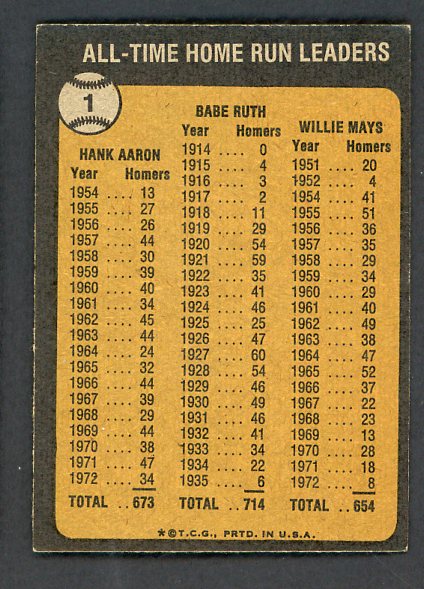 ALL-TIME HOME RUN LEADERS
1
HANK AARON
Year Homers
1954 .... 13
1955 .... 27
1956 .... 26
1957 .... 44
1958 .... 30
1959 .... 39
1960 .... 40
1961 .... 34
1962 .... 45
1963 .... 44
1964 .... 24
1965 .... 32
1966 .... 44
1967 .... 39
1968 .... 29
1969 .... 44
1970 .... 38
1971 .... 47
1972 .... 34
TOTAL .. 673
BABE RUTH
Year Homers
1914 .... 0
1915 .... 4
1916 .... 3
1917 .... 2
1918 .... 11
1919 .... 29
1920 .... 54
1921 .... 59
1922 .... 35
1923 .... 41
1924 .... 46
1925 .... 25
1926 .... 47
1927 .... 60
1928 .... 54
1929 .... 46
1930 .... 49
1931 .... 46
1932 .... 41
1933 .... 34
1934 .... 22
1935 .... 6
TOTAL .. 714
WILLIE MAYS
Year Homers
1951 .... 20
1952 .... 4
1954 .... 41
1955 .... 51
1956 .... 36
1957 .... 35
1958 .... 29
1959 .... 34
1960 .... 29
1961 .... 40
1962 .... 49
1963 .... 38
1964 .... 47
1965 .... 52
1966 .... 37
1967 .... 22
1968 .... 23
1969 .... 13
1970 .... 28
1971 .... 18
1972 .... 8
TOTAL .. 654
*©T.C.G., PRTD. IN U.S.A.